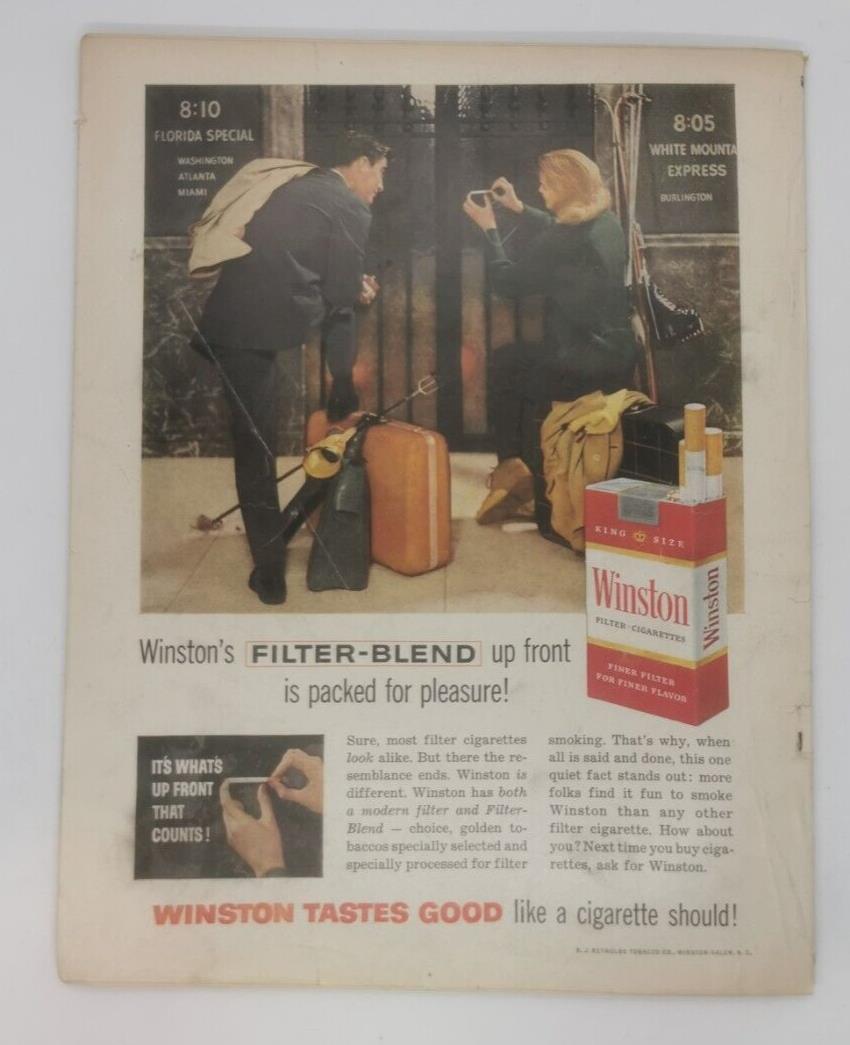 8:10
FLORIDA SPECIAL
WASHINGTON
ATLANTA
MIAMI
8:05
WHITE MOUNTA
EXPRESS
BURLINGTON
KING SIZE
Winston
FILTER-CIGARETTES
FINER FILTER
FOR FINER FLAVOR
Winston
Winston's FILTER-BLEND up front
is packed for pleasure!
IT'S WHAT'S
UP FRONT
THAT
COUNTS!
Sure, most filter cigarettes
look alike. But there the re-
semblance ends. Winston is
different. Winston has both
a modern filter and Filter-
Blend — choice, golden to-
baccos specially selected and
specially processed for filter
smoking. That's why, when
all is said and done, this one
quiet fact stands out: more
folks find it fun to smoke
Winston than any other
filter cigarette. How about
you? Next time you buy ciga-
rettes, ask for Winston.
WINSTON TASTES GOOD like a cigarette should!
R. J. REYNOLDS TOBACCO CO., WINSTON-SALEM, N. C.